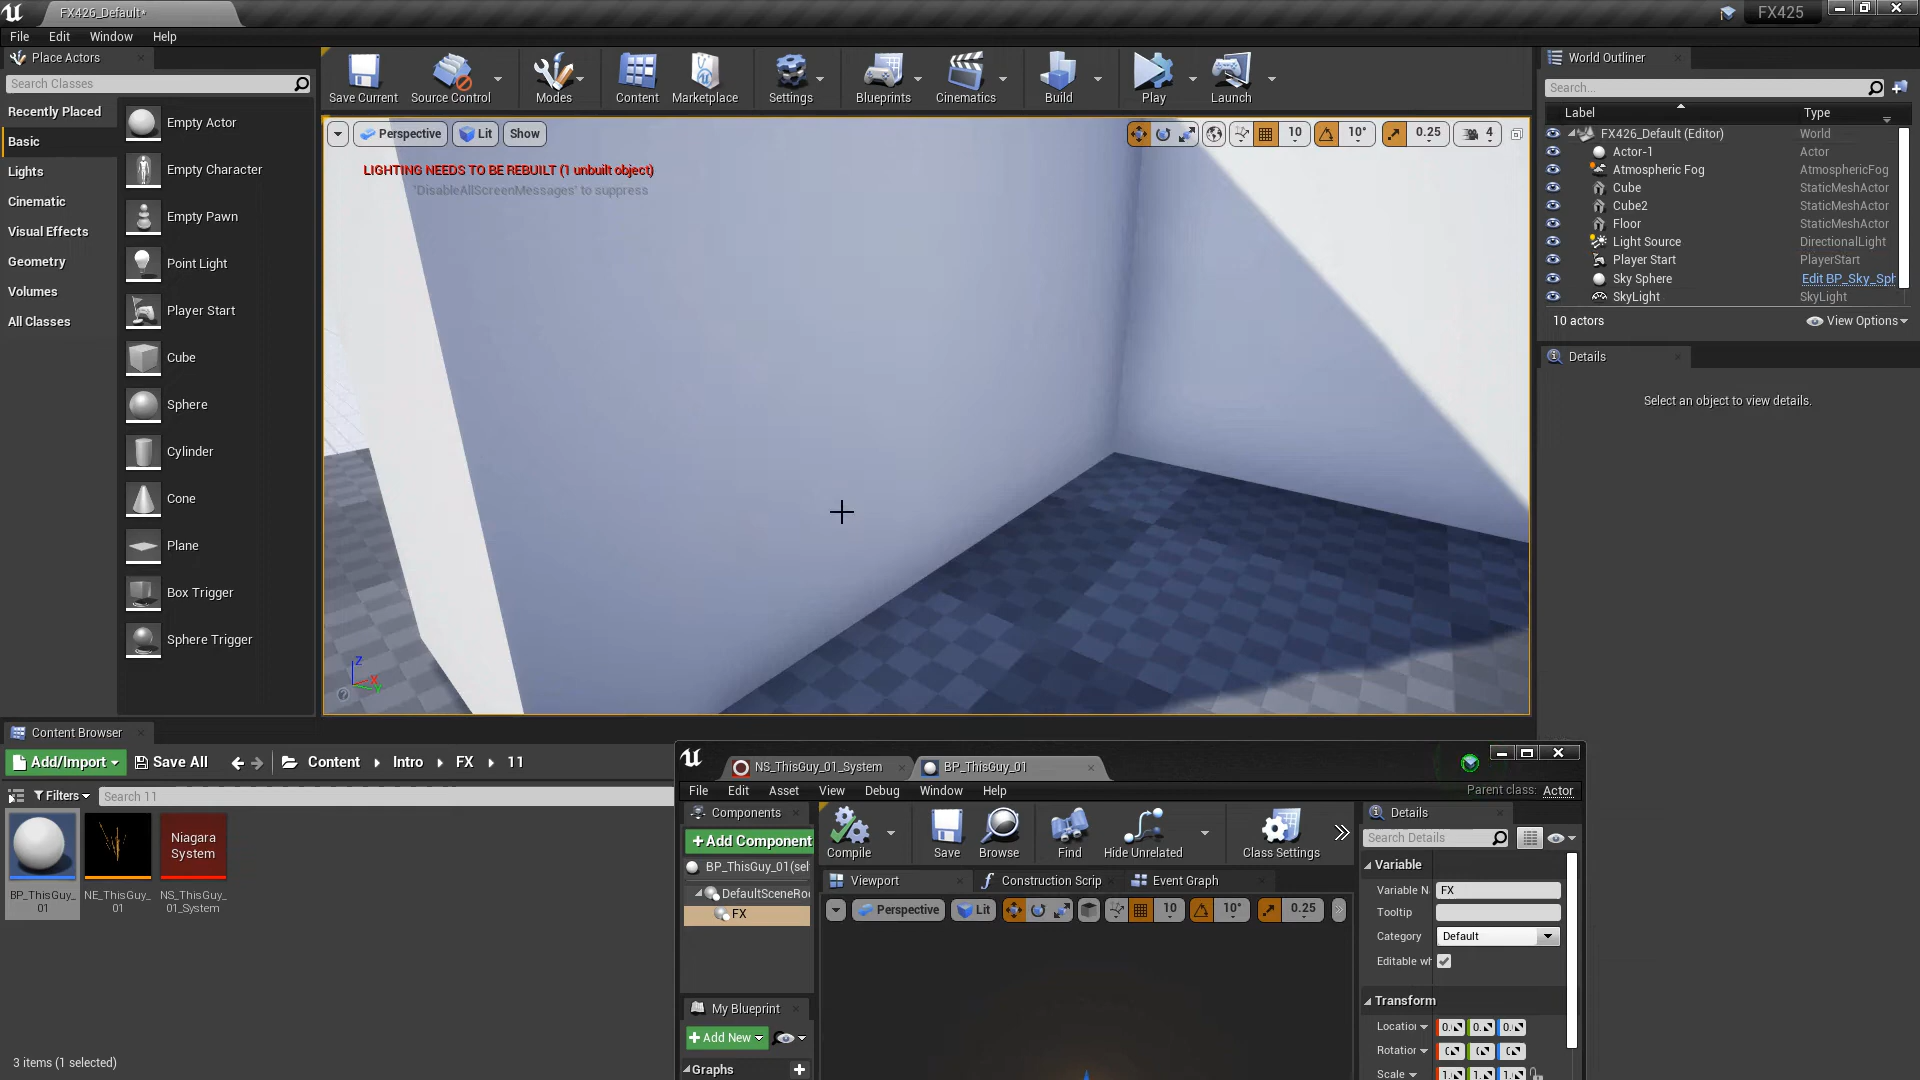 FX426_Default*
FX425
File Edit Window Help
Place Actors
Search Classes
Recently Placed
Basic
Lights
Cinematic
Visual Effects
Geometry
Volumes
All Classes
Empty Actor
Empty Character
Empty Pawn
Point Light
Player Start
Cube
Sphere
Cylinder
Cone
Plane
Box Trigger
Sphere Trigger
Save Current Source Control Modes Content Marketplace Settings Blueprints Cinematics Build Play Launch
Perspective Lit Show
10 10° 0.25 4
LIGHTING NEEDS TO BE REBUILT (1 unbuilt object)
'DisableAllScreenMessages' to suppress
Z
X
Y
World Outliner
Search...
Label Type
FX426_Default (Editor) World
Actor-1 Actor
Atmospheric Fog AtmosphericFog
Cube StaticMeshActor
Cube2 StaticMeshActor
Floor StaticMeshActor
Light Source DirectionalLight
Player Start PlayerStart
Sky Sphere Edit BP_Sky_Sph
SkyLight SkyLight
10 actors View Options
Details
Select an object to view details.
Content Browser
Add/Import Save All Content Intro FX 11
Filters Search 11
Niagara
System
BP_ThisGuy_
01
NE_ThisGuy_
01
NS_ThisGuy_
01_System
3 items (1 selected)
NS_ThisGuy_01_System BP_ThisGuy_01
File Edit Asset View Debug Window Help Parent class: Actor
Components
+Add Component
BP_ThisGuy_01(sel
DefaultSceneRo
FX
My Blueprint
+Add New
Graphs
Compile Save Browse Find Hide Unrelated Class Settings
Viewport Construction Scrip Event Graph
Perspective Lit 10 10° 0.25
Details
Search Details
Variable
Variable N FX
Tooltip
Category Default
Editable wh
Transform
Location 0. 0. 0.
Rotation
Scale 1. 1. 1.